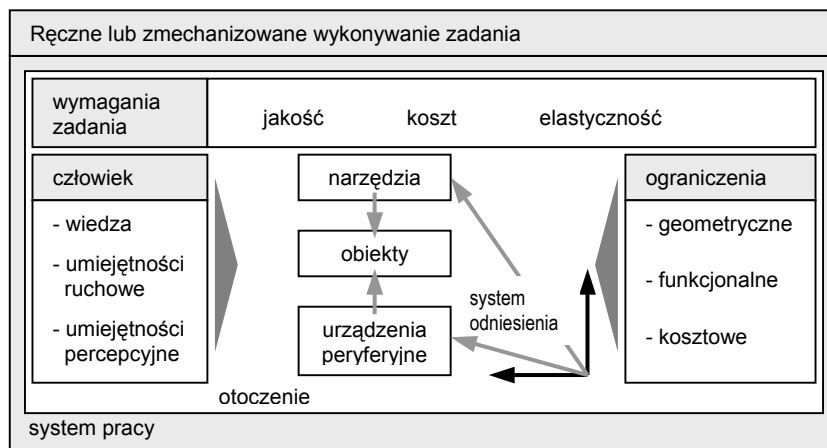 Ręczne lub zmechanizowane wykonywanie zadania
wymagania
zadania
jakość koszt elastyczność
człowiek
- wiedza
- umiejętności
ruchowe
- umiejętności
percepcyjne
narzędzia
obiekty
urządzenia
peryferyjne
system
odniesienia
ograniczenia
- geometryczne
- funkcjonalne
- kosztowe
otoczenie
system pracy